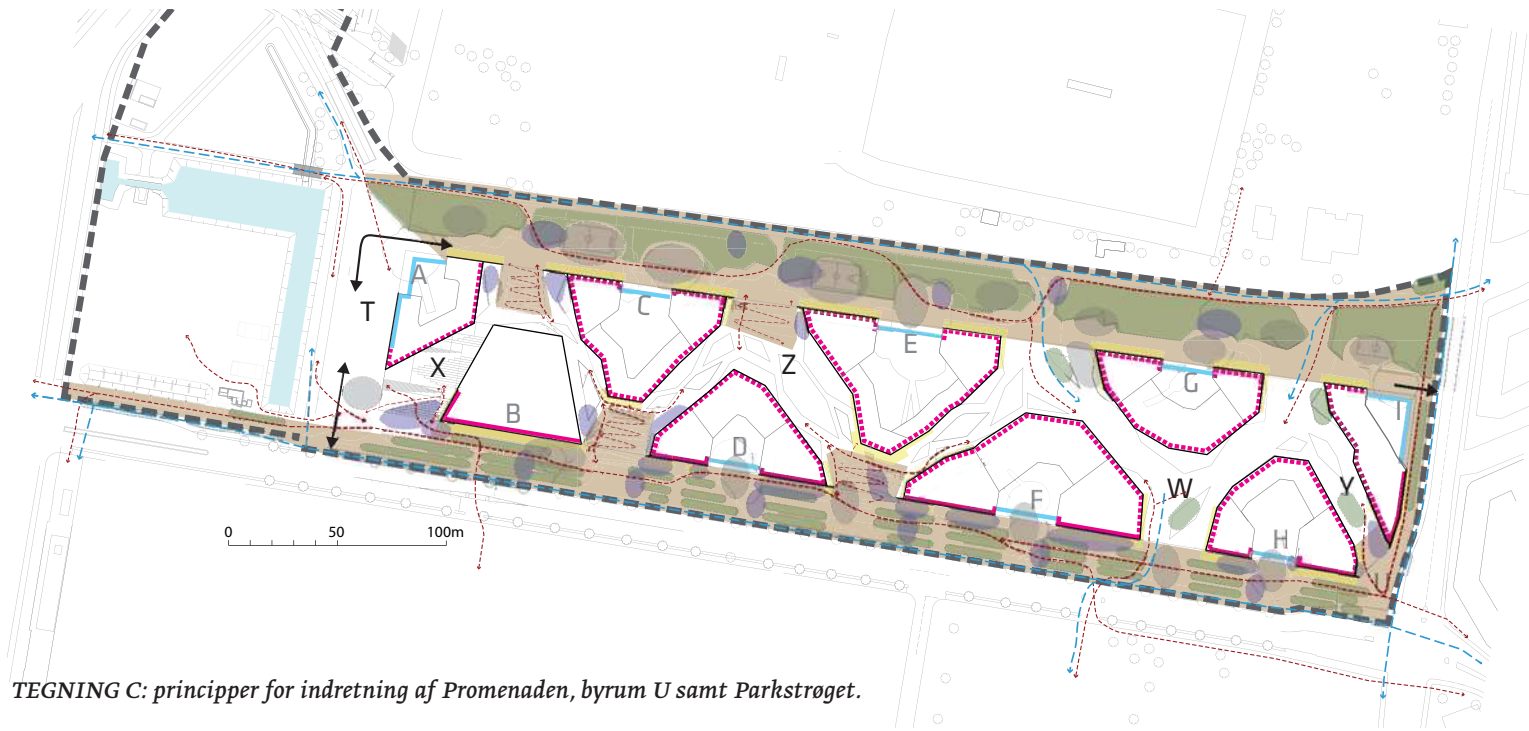 A
T
C
X
Z
E
G
B
I
D
F
W
Y
H
U
0 50 100m
TEGNING C: principper for indretning af Promenaden, byrum U samt Parkstrøget.